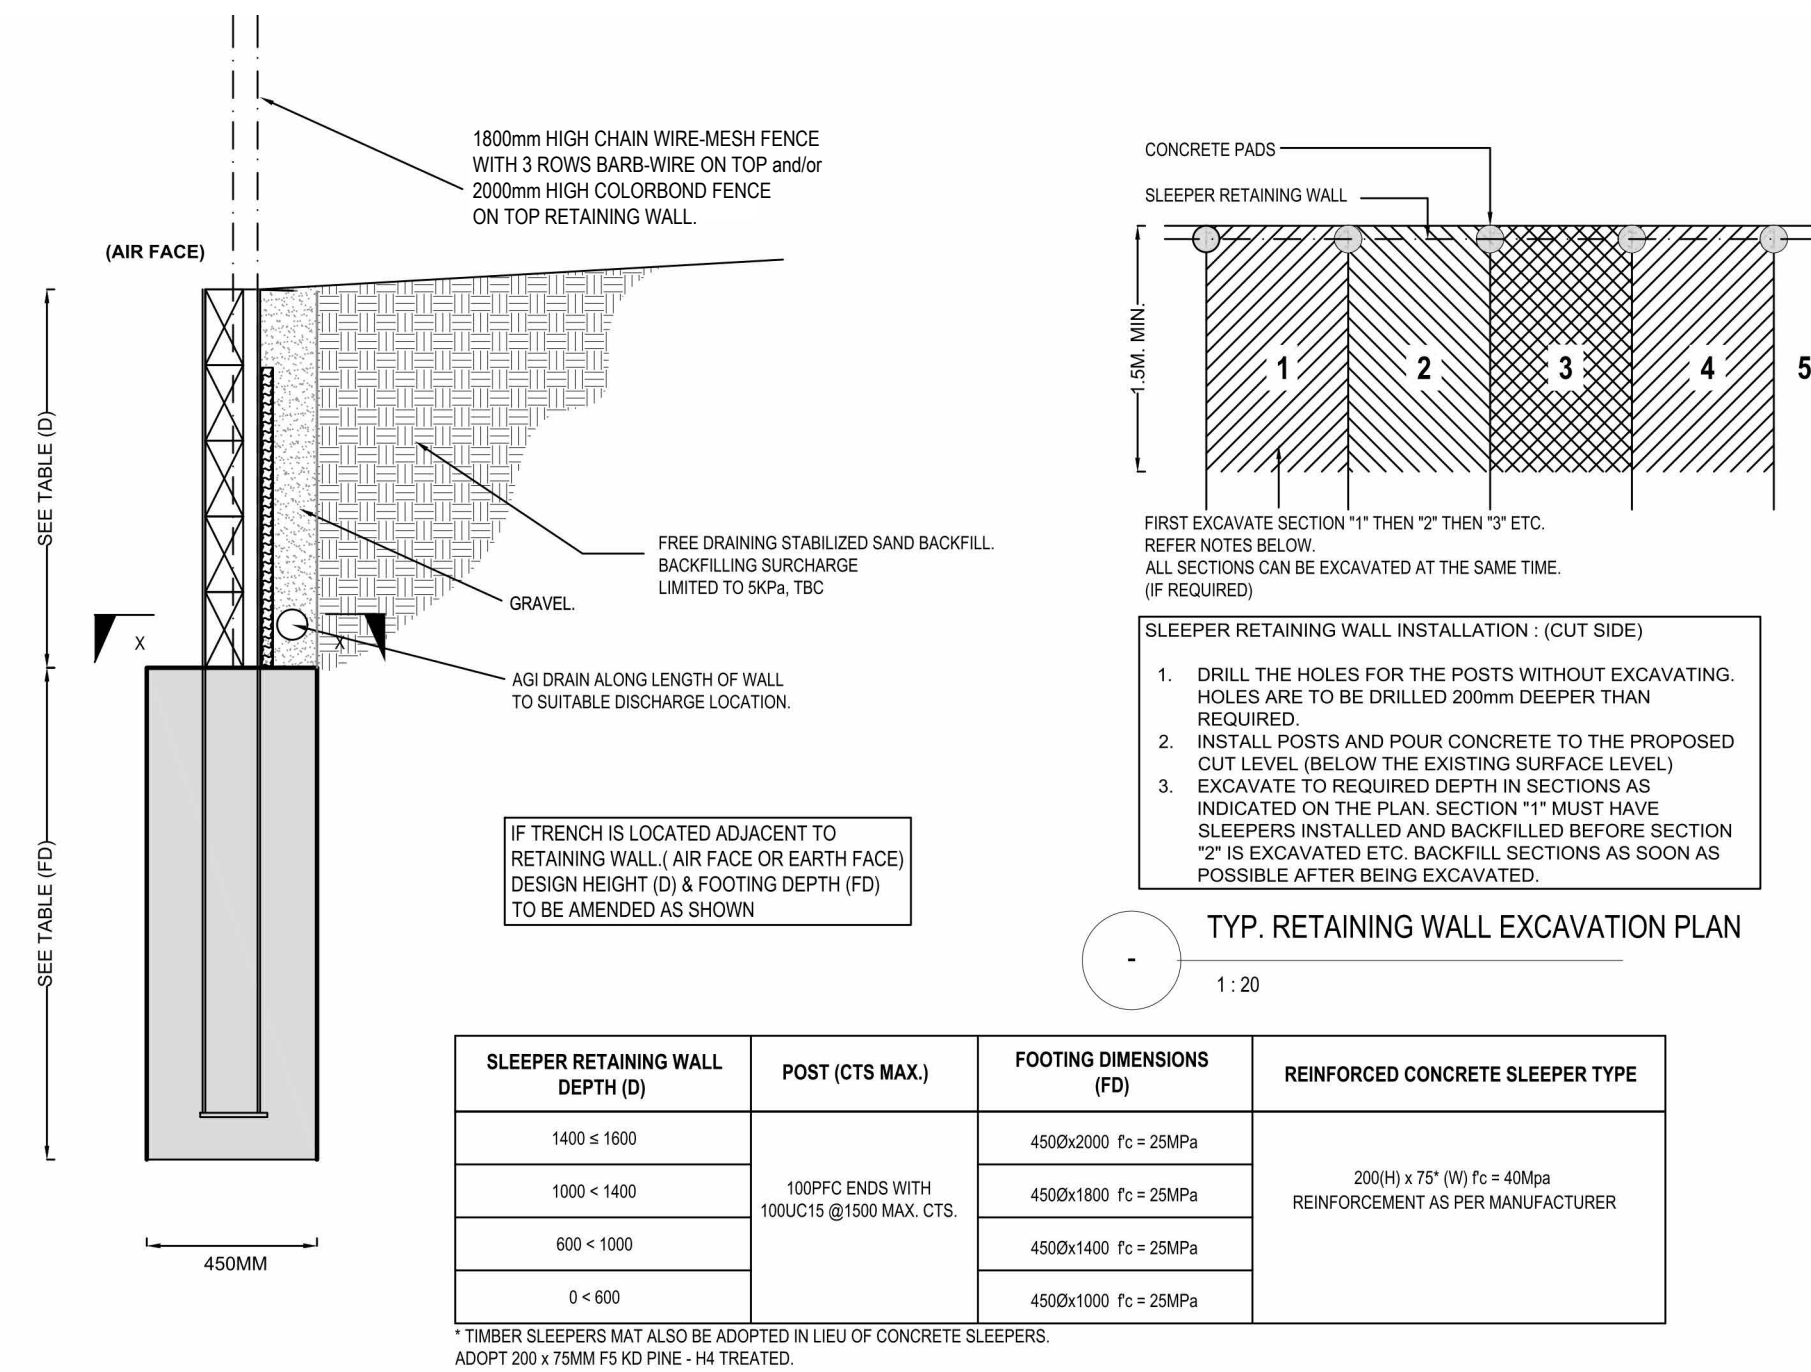 1800mm HIGH CHAIN WIRE-MESH FENCE
WITH 3 ROWS BARB-WIRE ON TOP and/or
2000mm HIGH COLORBOND FENCE
ON TOP RETAINING WALL.
(AIR FACE)
SEE TABLE (D)
SEE TABLE (FD)
X
X
FREE DRAINING STABILIZED SAND BACKFILL.
BACKFILLING SURCHARGE
LIMITED TO 5KPa, TBC
GRAVEL.
AGI DRAIN ALONG LENGTH OF WALL
TO SUITABLE DISCHARGE LOCATION.
IF TRENCH IS LOCATED ADJACENT TO
RETAINING WALL.( AIR FACE OR EARTH FACE)
DESIGN HEIGHT (D) & FOOTING DEPTH (FD)
TO BE AMENDED AS SHOWN
450MM
CONCRETE PADS
SLEEPER RETAINING WALL
1.5M. MIN.
1 2 3 4 5
FIRST EXCAVATE SECTION "1" THEN "2" THEN "3" ETC.
REFER NOTES BELOW.
ALL SECTIONS CAN BE EXCAVATED AT THE SAME TIME.
(IF REQUIRED)
SLEEPER RETAINING WALL INSTALLATION : (CUT SIDE)
1. DRILL THE HOLES FOR THE POSTS WITHOUT EXCAVATING.
HOLES ARE TO BE DRILLED 200mm DEEPER THAN
REQUIRED.
2. INSTALL POSTS AND POUR CONCRETE TO THE PROPOSED
CUT LEVEL (BELOW THE EXISTING SURFACE LEVEL)
3. EXCAVATE TO REQUIRED DEPTH IN SECTIONS AS
INDICATED ON THE PLAN. SECTION "1" MUST HAVE
SLEEPERS INSTALLED AND BACKFILLED BEFORE SECTION
"2" IS EXCAVATED ETC. BACKFILL SECTIONS AS SOON AS
POSSIBLE AFTER BEING EXCAVATED.
-
TYP. RETAINING WALL EXCAVATION PLAN
1 : 20
SLEEPER RETAINING WALL
DEPTH (D)
POST (CTS MAX.)
FOOTING DIMENSIONS
(FD)
REINFORCED CONCRETE SLEEPER TYPE
1400 ≤ 1600
450Øx2000 f'c = 25MPa
1000 < 1400
450Øx1800 f'c = 25MPa
600 < 1000
450Øx1400 f'c = 25MPa
0 < 600
450Øx1000 f'c = 25MPa
100PFC ENDS WITH
100UC15 @1500 MAX. CTS.
200(H) x 75* (W) f'c = 40Mpa
REINFORCEMENT AS PER MANUFACTURER
* TIMBER SLEEPERS MAT ALSO BE ADOPTED IN LIEU OF CONCRETE SLEEPERS.
ADOPT 200 x 75MM F5 KD PINE - H4 TREATED.